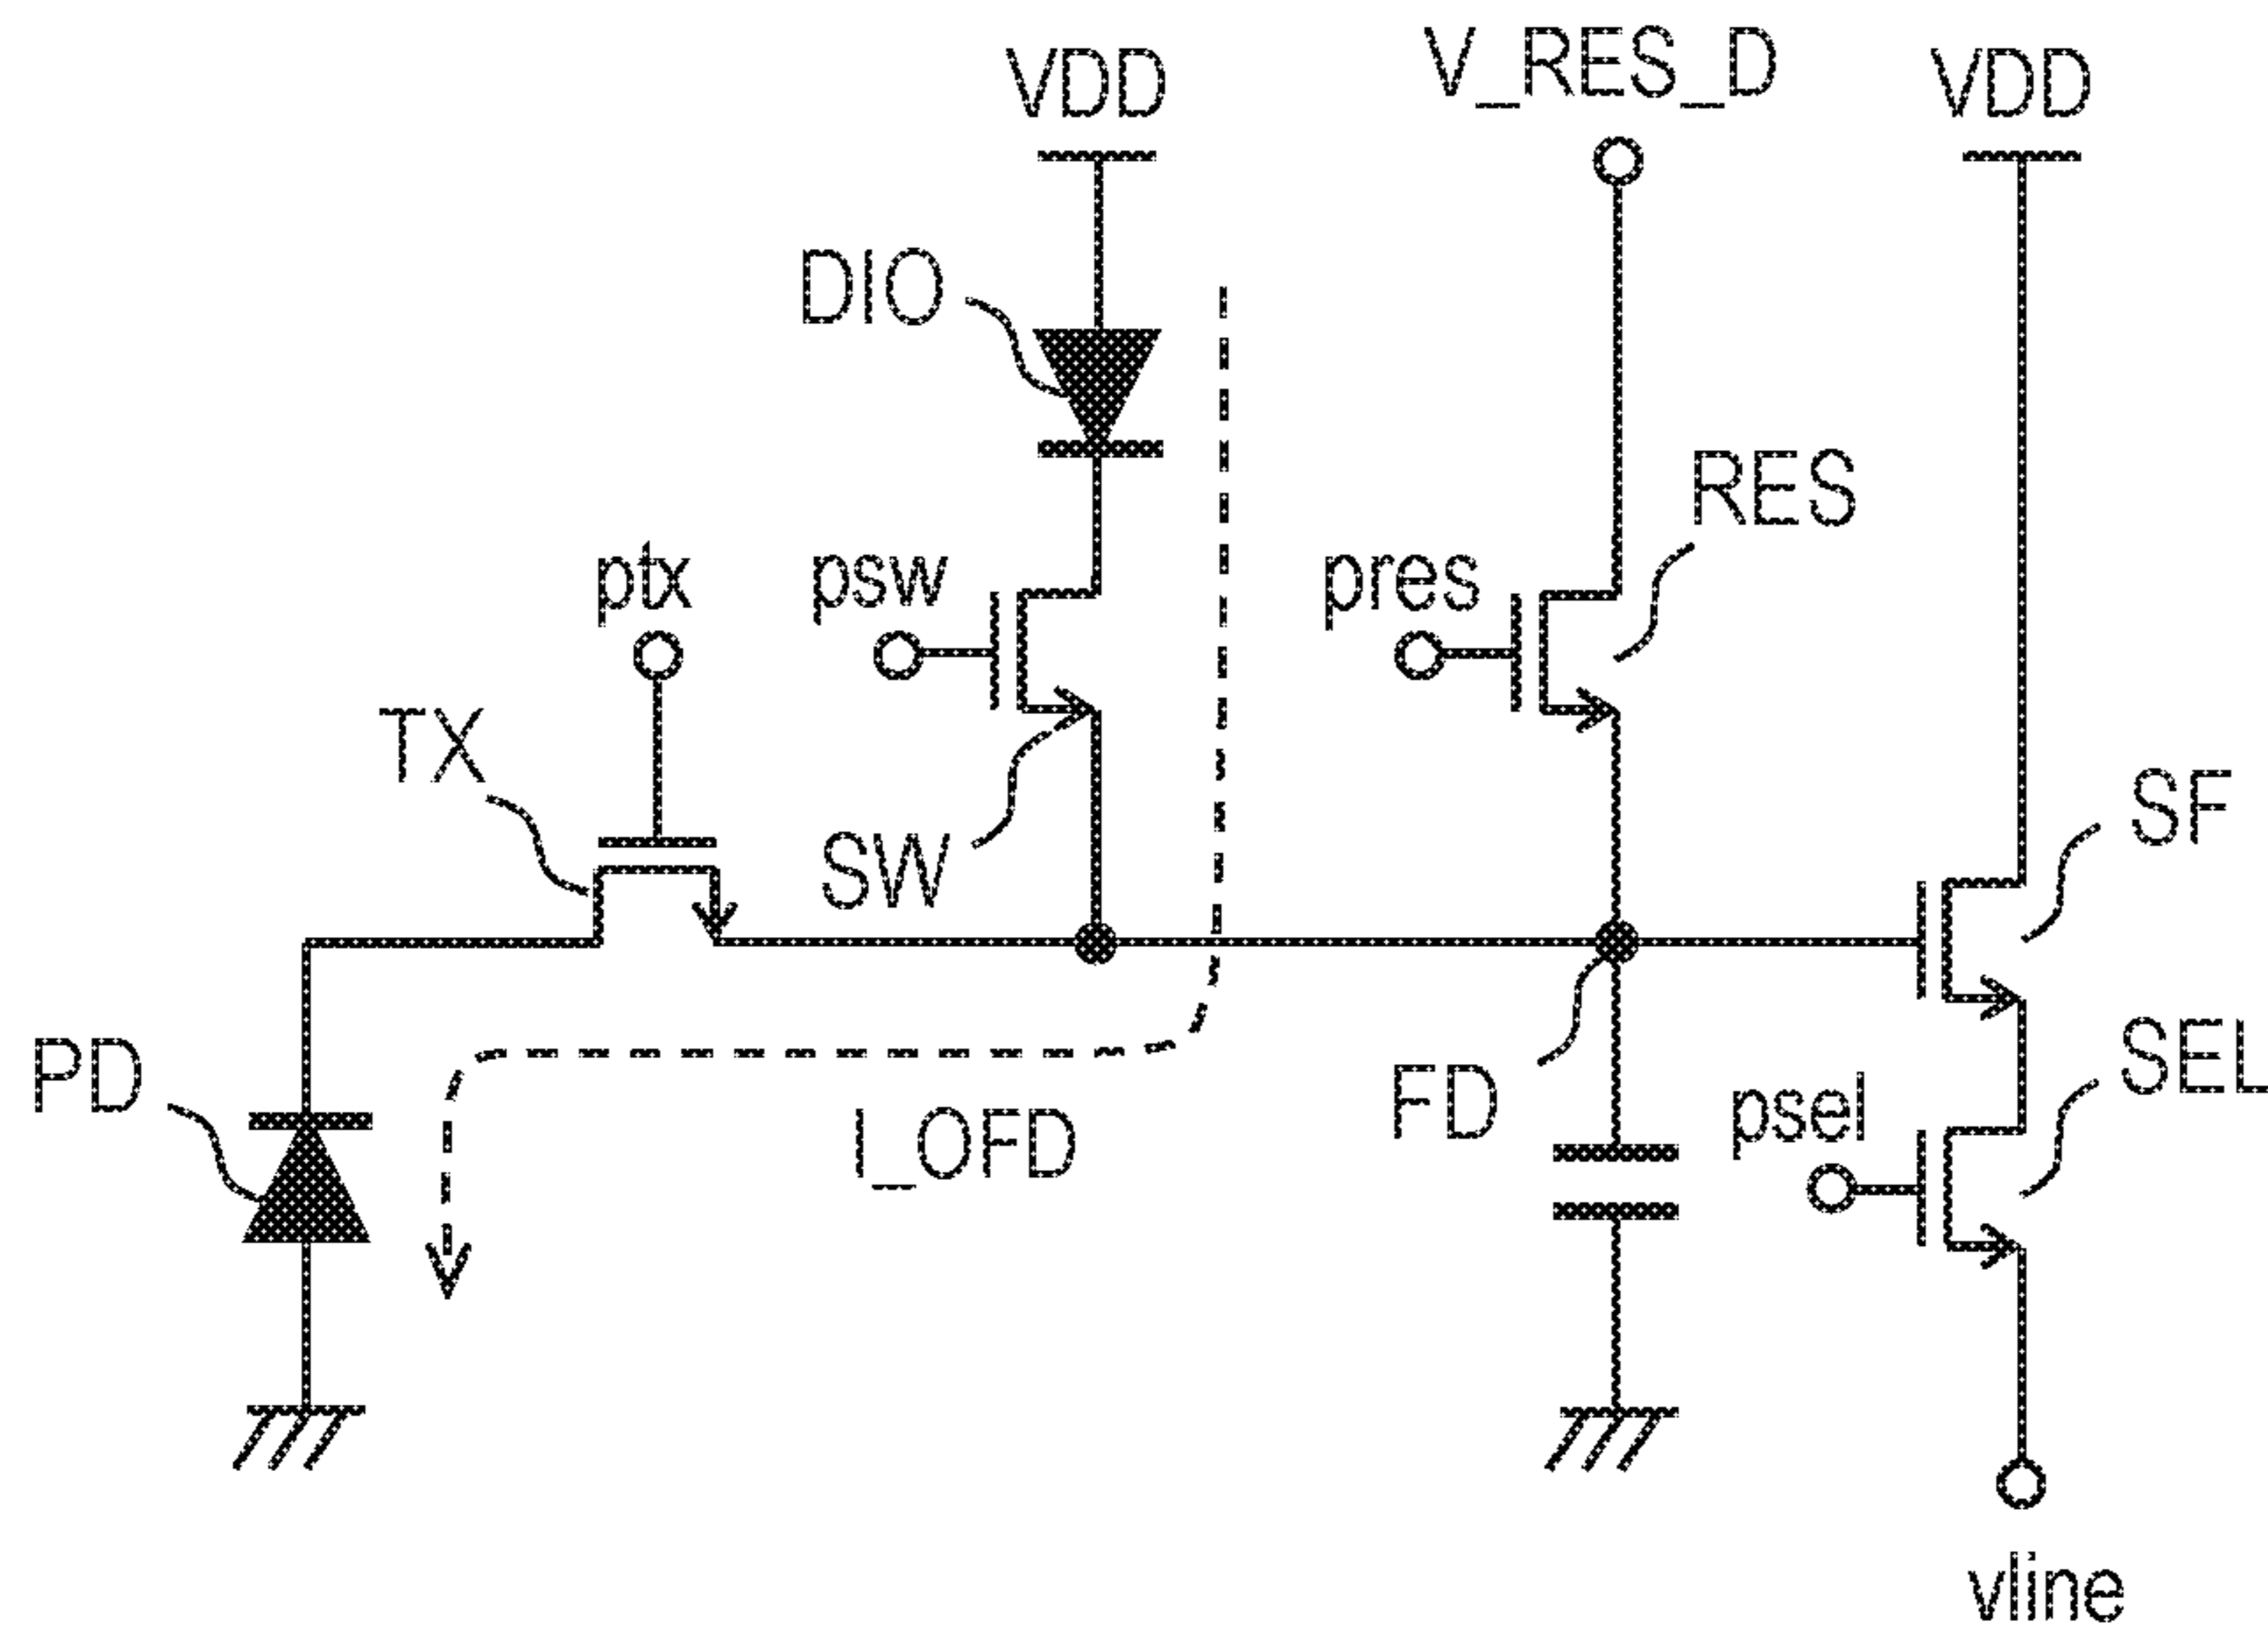 VDD
V_RES_D
VDD
DIO
RES
ptx
psw
pres
TX
SW
SF
PD
I_OFD
FD
psel
SEL
vline